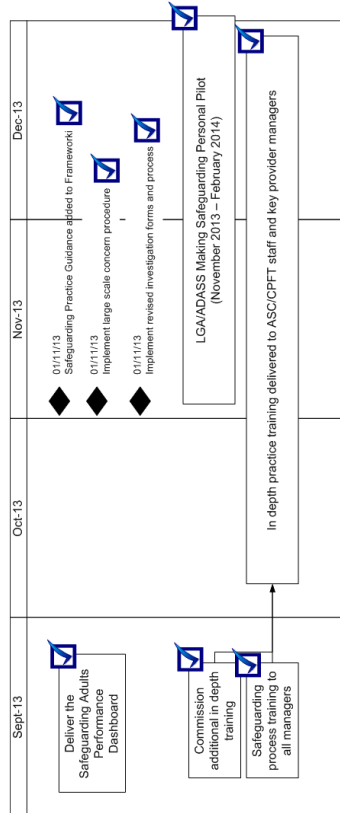 Sept-13
Oct-13
Nov-13
Dec-13
Deliver the
Safeguarding Adults
Performance
Dashboard
01/11/13
Safeguarding Practice Guidance added to Frameworki
01/11/13
Implement large scale concern procedure
01/11/13
Implement revised investigation forms and process
LGA/ADASS Making Safeguarding Personal Pilot
(November 2013 – February 2014)
Commission
additional in depth
training
Safeguarding
process training to
all managers
In depth practice training delivered to ASC/CPFT staff and key provider managers